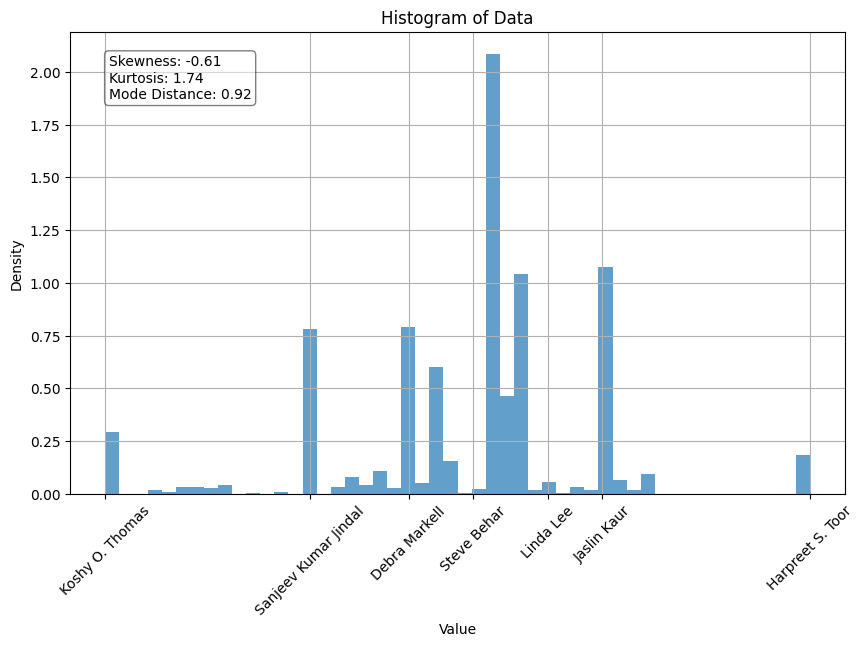 Histogram of Data
Skewness: -0.61
Kurtosis: 1.74
Mode Distance: 0.92
Density
2.00
1.75
1.50
1.25
1.00
0.75
0.50
0.25
0.00
Koshy O. Thomas
Sanjeev Kumar Jindal
Debra Markell
Steve Behar
Linda Lee
Jaslin Kaur
Harpreet S. Toor
Value